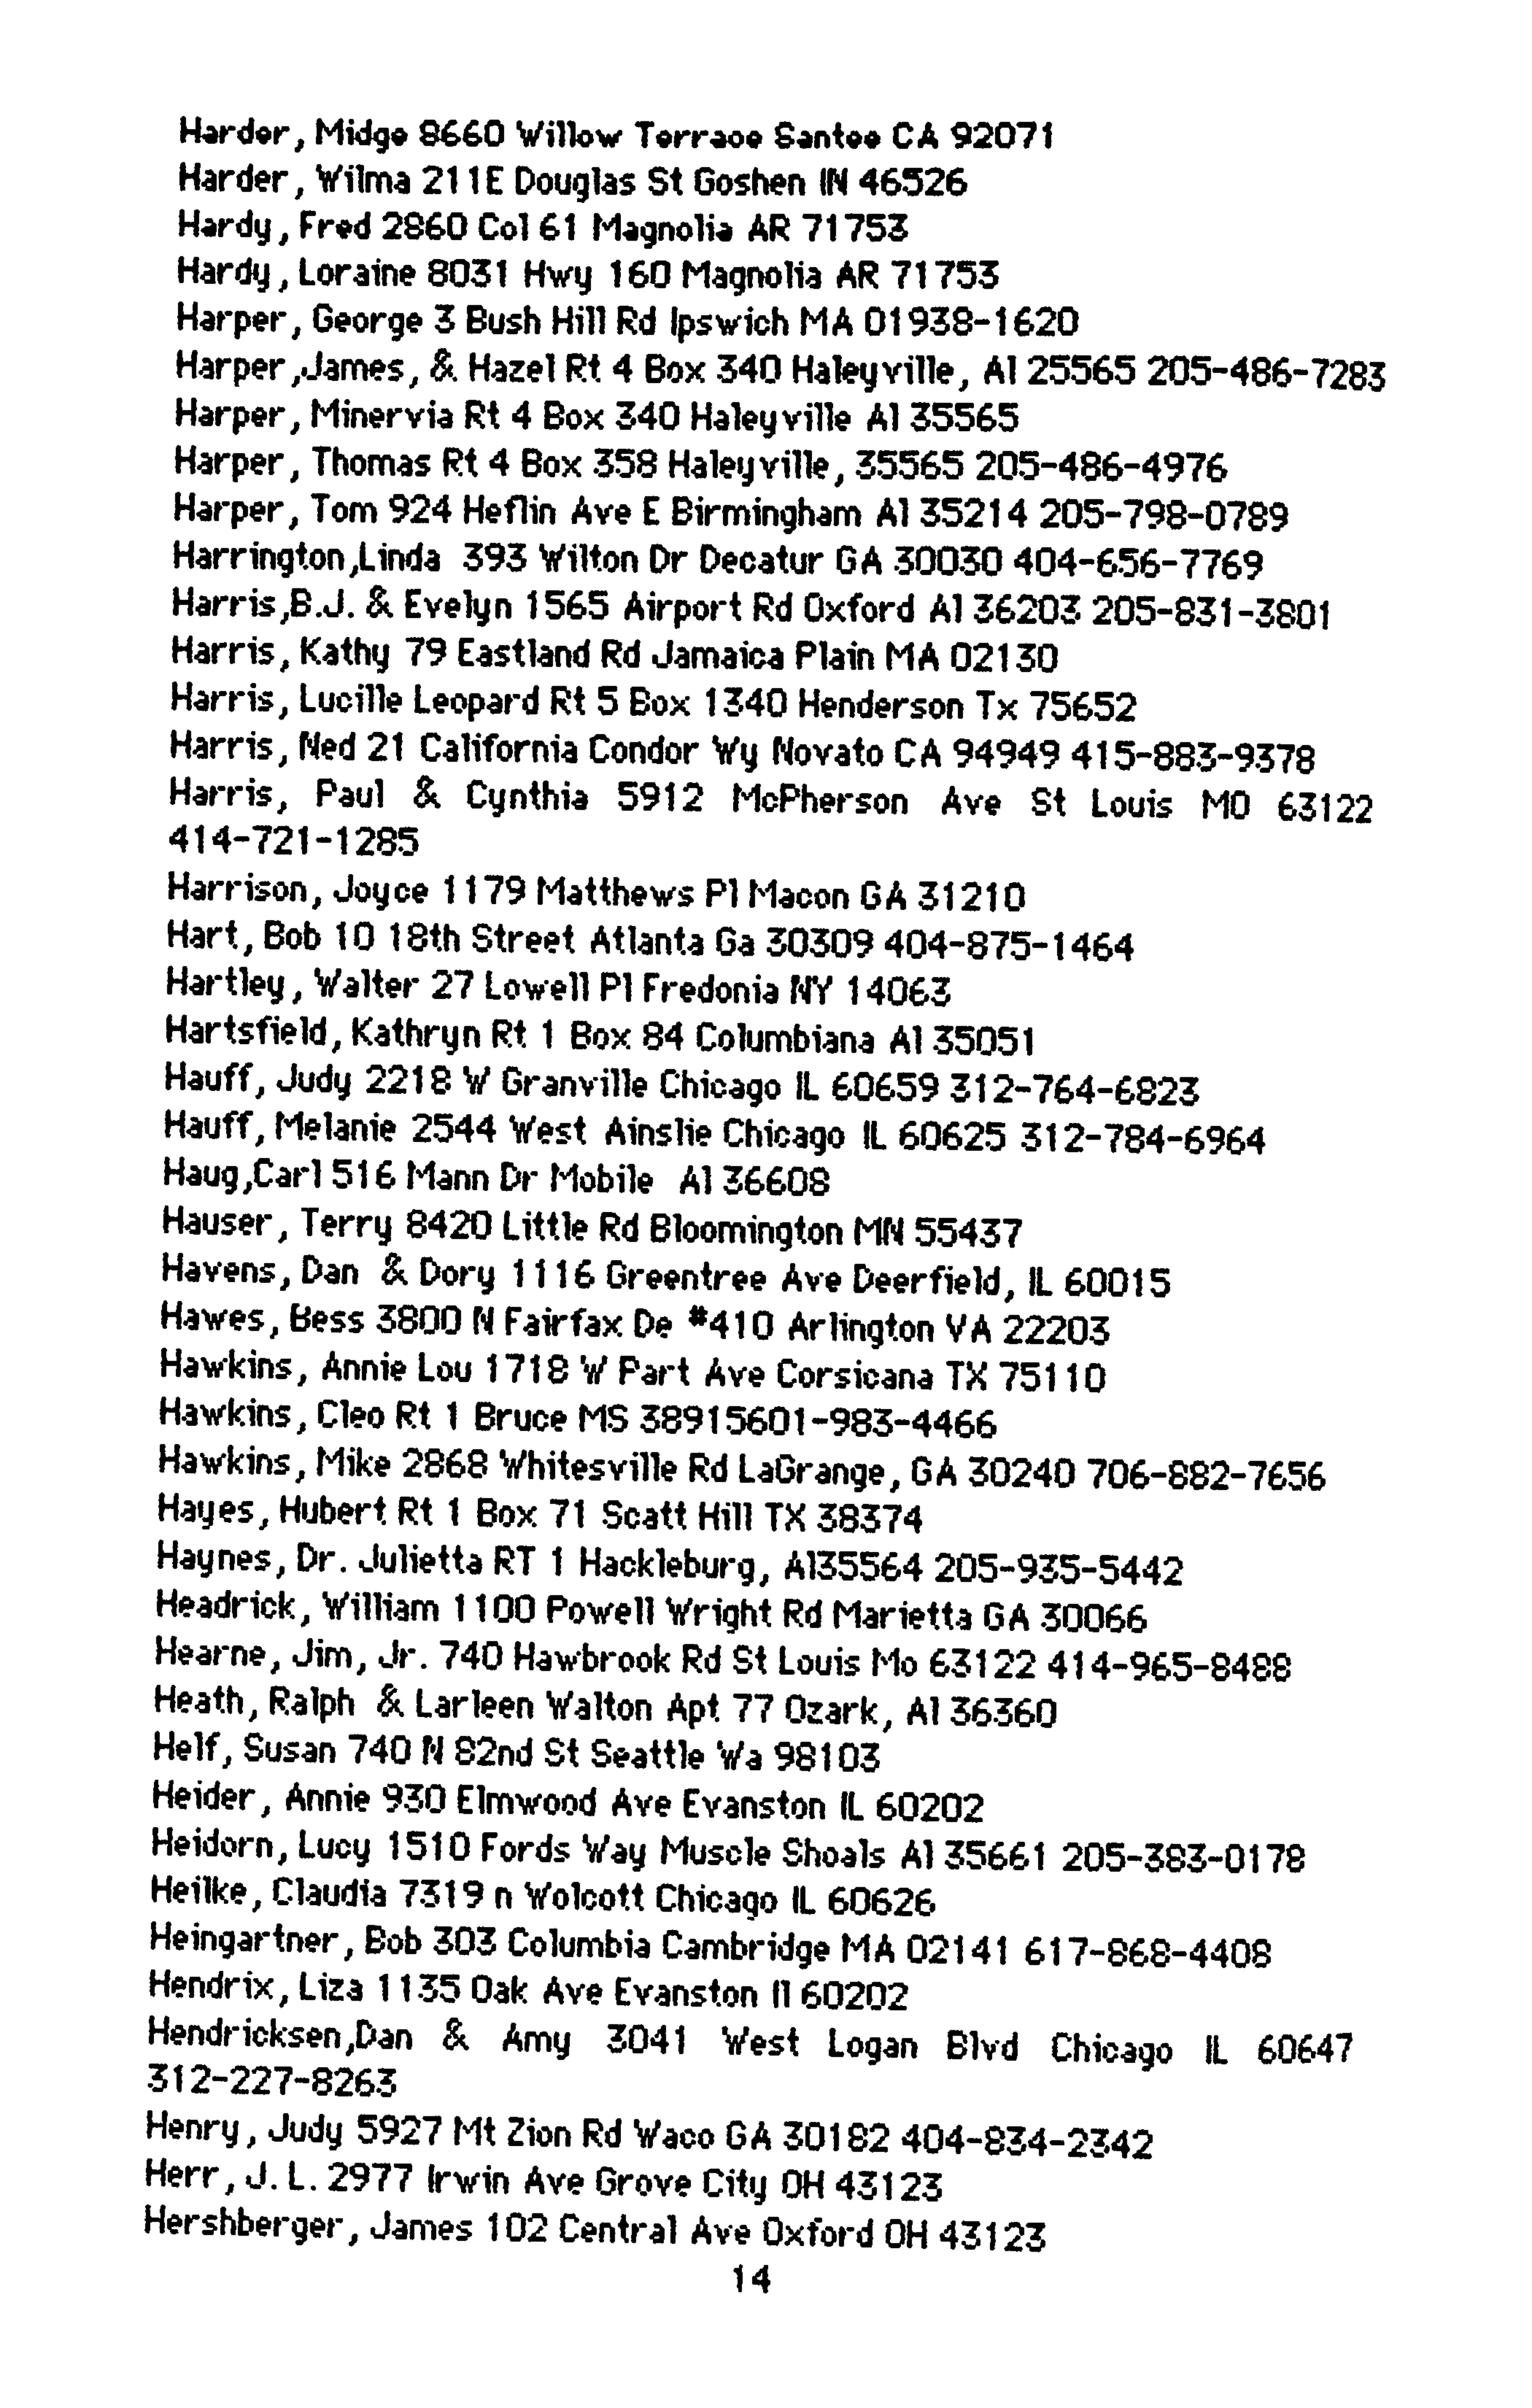 Harder, Midge 8660 Willow Terrace Santee CA 92071
Harder, Wilma 211E Douglas St Goshen IN 46526
Hardy, Fred 2860 Col 61 Magnolia AR 71753
Hardy, Loraine 8031 Hwy 160 Magnolia AR 71753
Harper, George 3 Bush Hill Rd Ipswich MA 01938-1620
Harper,James, & Hazel Rt 4 Box 340 Haleyville, Al 25565 205-486-7283
Harper, Minervia Rt 4 Box 340 Haleyville Al 35565
Harper, Thomas Rt 4 Box 358 Haleyville, 35565 205-486-4976
Harper, Tom 924 Heflin Ave E Birmingham Al 35214 205-798-0789
Harrington,Linda 393 Wilton Dr Decatur GA 30030 404-656-7769
Harris,B.J. & Evelyn 1565 Airport Rd Oxford Al 36203 205-831-3801
Harris, Kathy 79 Eastland Rd Jamaica Plain MA 02130
Harris, Lucille Leopard Rt 5 Box 1340 Henderson Tx 75652
Harris, Ned 21 California Condor Wy Novato CA 94949 415-883-9378
Harris, Paul & Cynthia 5912 McPherson Ave St Louis MO 63122
414-721-1285
Harrison, Joyce 1179 Matthews Pl Macon GA 31210
Hart, Bob 10 18th Street Atlanta Ga 30309 404-875-1464
Hartley, Walter 27 Lowell Pl Fredonia NY 14063
Hartsfield, Kathryn Rt 1 Box 84 Columbiana Al 35051
Hauff, Judy 2218 W Granville Chicago IL 60659 312-764-6823
Hauff, Melanie 2544 West Ainslie Chicago IL 60625 312-784-6964
Haug,Carl 516 Mann Dr Mobile Al 36608
Hauser, Terry 8420 Little Rd Bloomington MN 55437
Havens, Dan & Dory 1116 Greentree Ave Deerfield, IL 60015
Hawes, Bess 3800 N Fairfax De #410 Arlington VA 22203
Hawkins, Annie Lou 1718 W Part Ave Corsicana TX 75110
Hawkins, Cleo Rt 1 Bruce MS 38915601-983-4466
Hawkins, Mike 2868 Whitesville Rd LaGrange, GA 30240 706-882-7656
Hayes, Hubert Rt 1 Box 71 Scatt Hill TX 38374
Haynes, Dr. Julietta RT 1 Hackleburg, Al35564 205-935-5442
Headrick, William 1100 Powell Wright Rd Marietta GA 30066
Hearne, Jim, Jr. 740 Hawbrook Rd St Louis Mo 63122 414-965-8488
Heath, Ralph & Larleen Walton Apt 77 Ozark, Al 36360
Helf, Susan 740 N 82nd St Seattle Wa 98103
Heider, Annie 930 Elmwood Ave Evanston IL 60202
Heidorn, Lucy 1510 Fords Way Muscle Shoals Al 35661 205-383-0178
Heilke, Claudia 7319 n Wolcott Chicago IL 60626
Heingartner, Bob 303 Columbia Cambridge MA 02141 617-868-4408
Hendrix, Liza 1135 Oak Ave Evanston Il 60202
Hendricksen,Dan & Amy 3041 West Logan Blvd Chicago IL 60647
312-227-8263
Henry, Judy 5927 Mt Zion Rd Waco GA 30182 404-834-2342
Herr, J. L. 2977 Irwin Ave Grove City OH 43123
Hershberger, James 102 Central Ave Oxford OH 43123
14